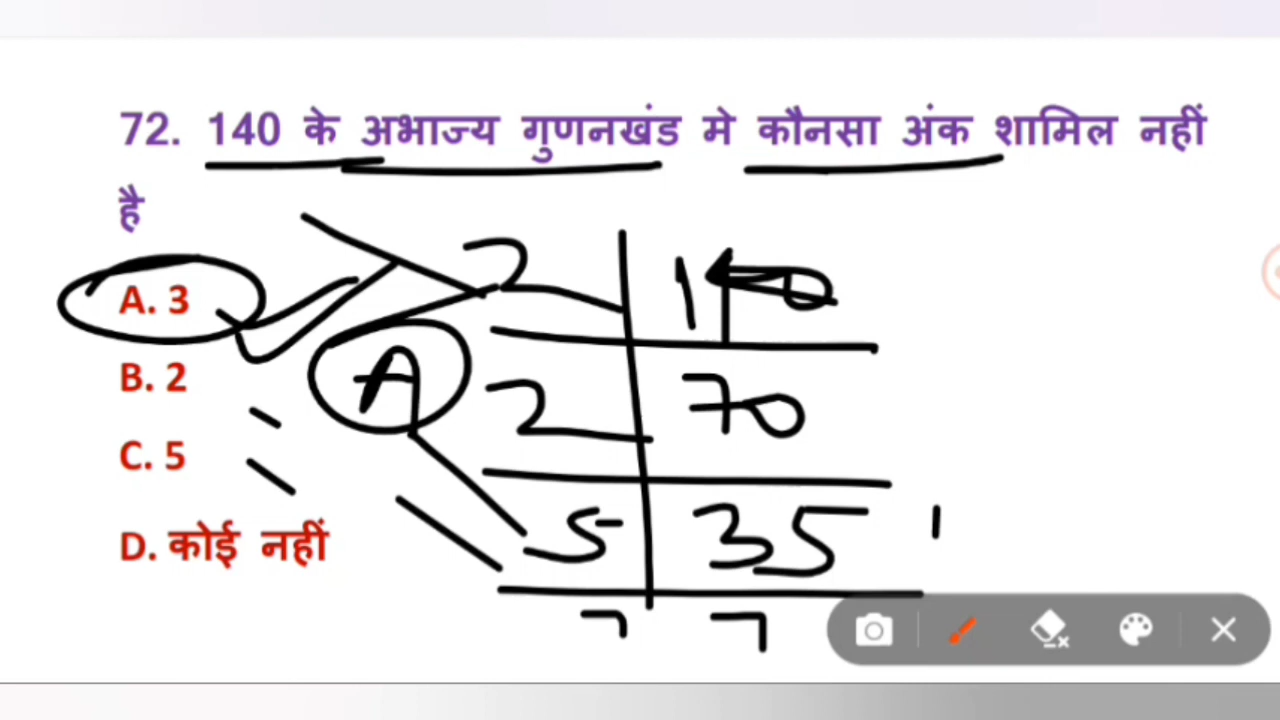 72. 140 के अभाज्य गुणनखंड मे कौनसा अंक शामिल नहीं
है
A. 3
B. 2
C. 5
D. कोई नहीं
A
2 140
2 70
5 35
7 7